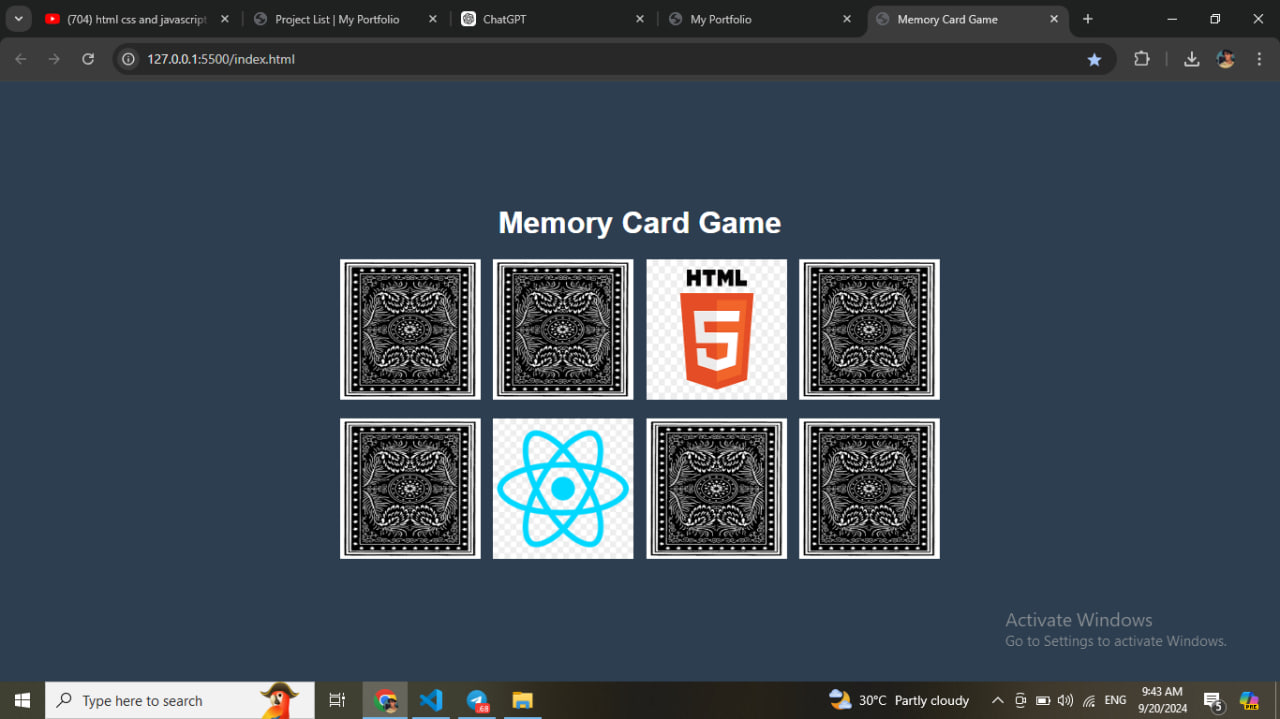 (704) html css and javascript
Project List | My Portfolio
ChatGPT
My Portfolio
Memory Card Game
127.0.0.1:5500/index.html
Memory Card Game
HTML
5
Activate Windows
Go to Settings to activate Windows.
Type here to search
.68
30°C Partly cloudy
ENG
9:43 AM
9/20/2024
5
PRE